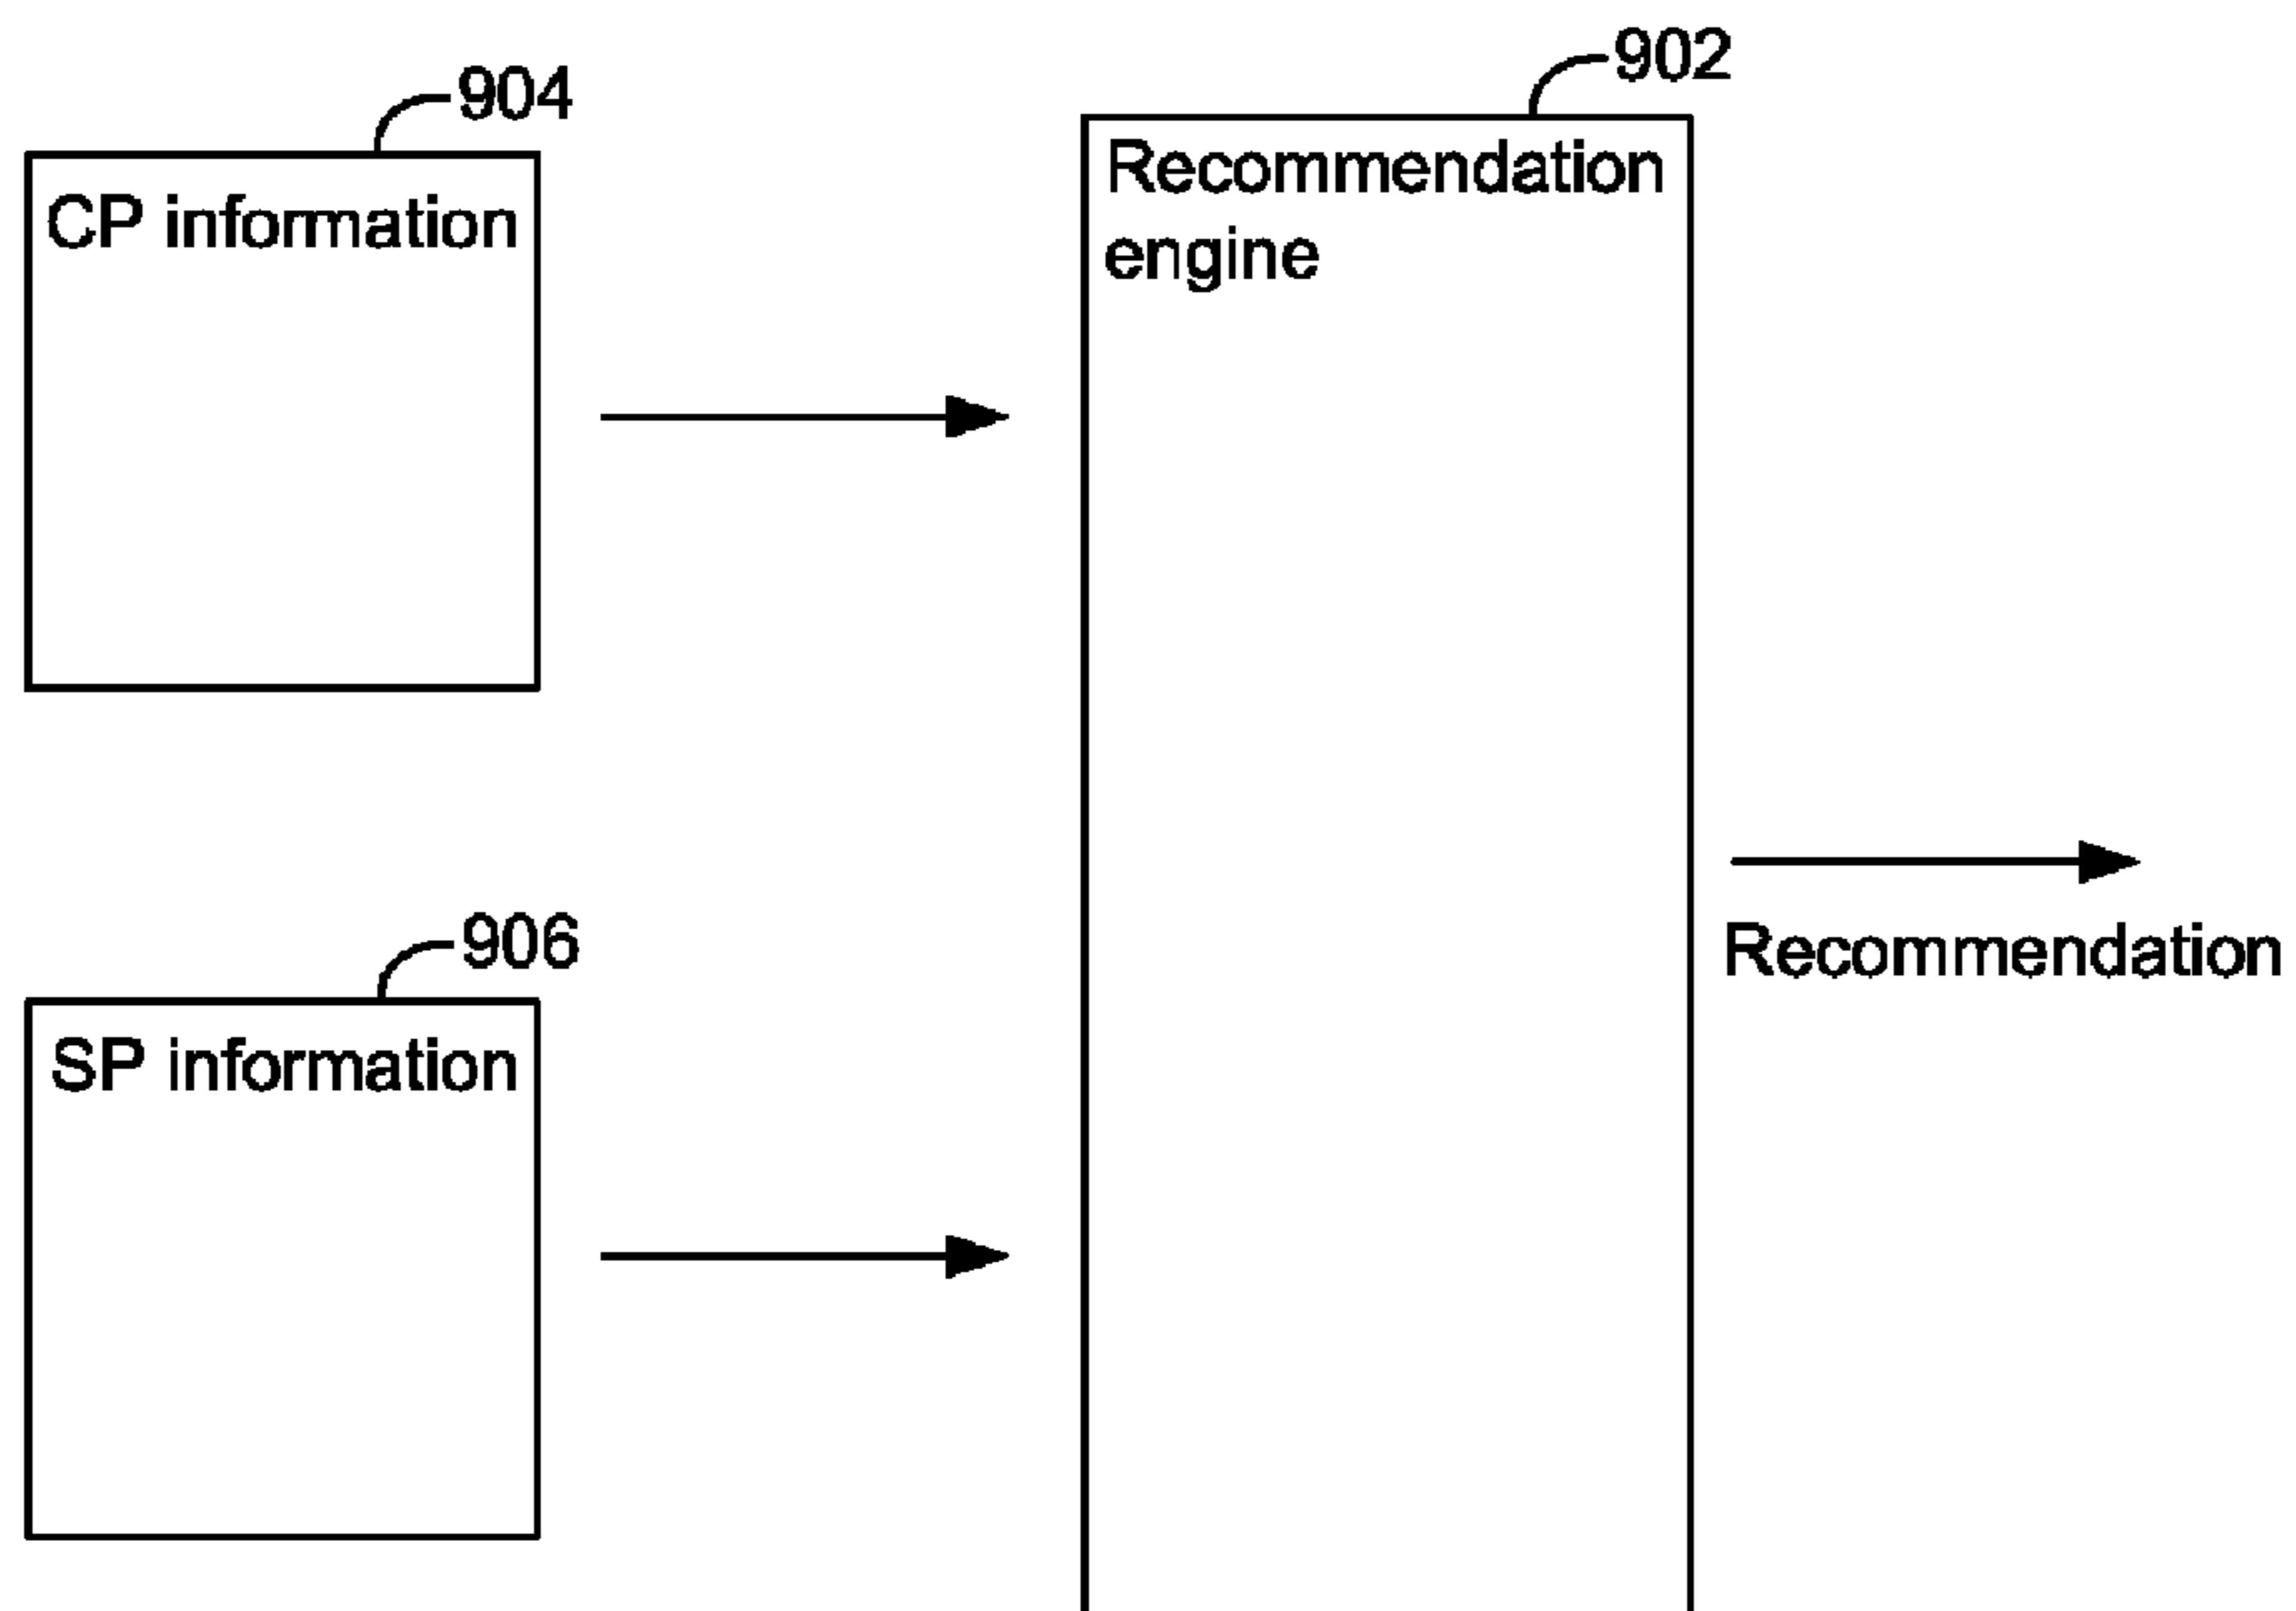 904
CP information
902
Recommendation
engine
906
SP information
Recommendation